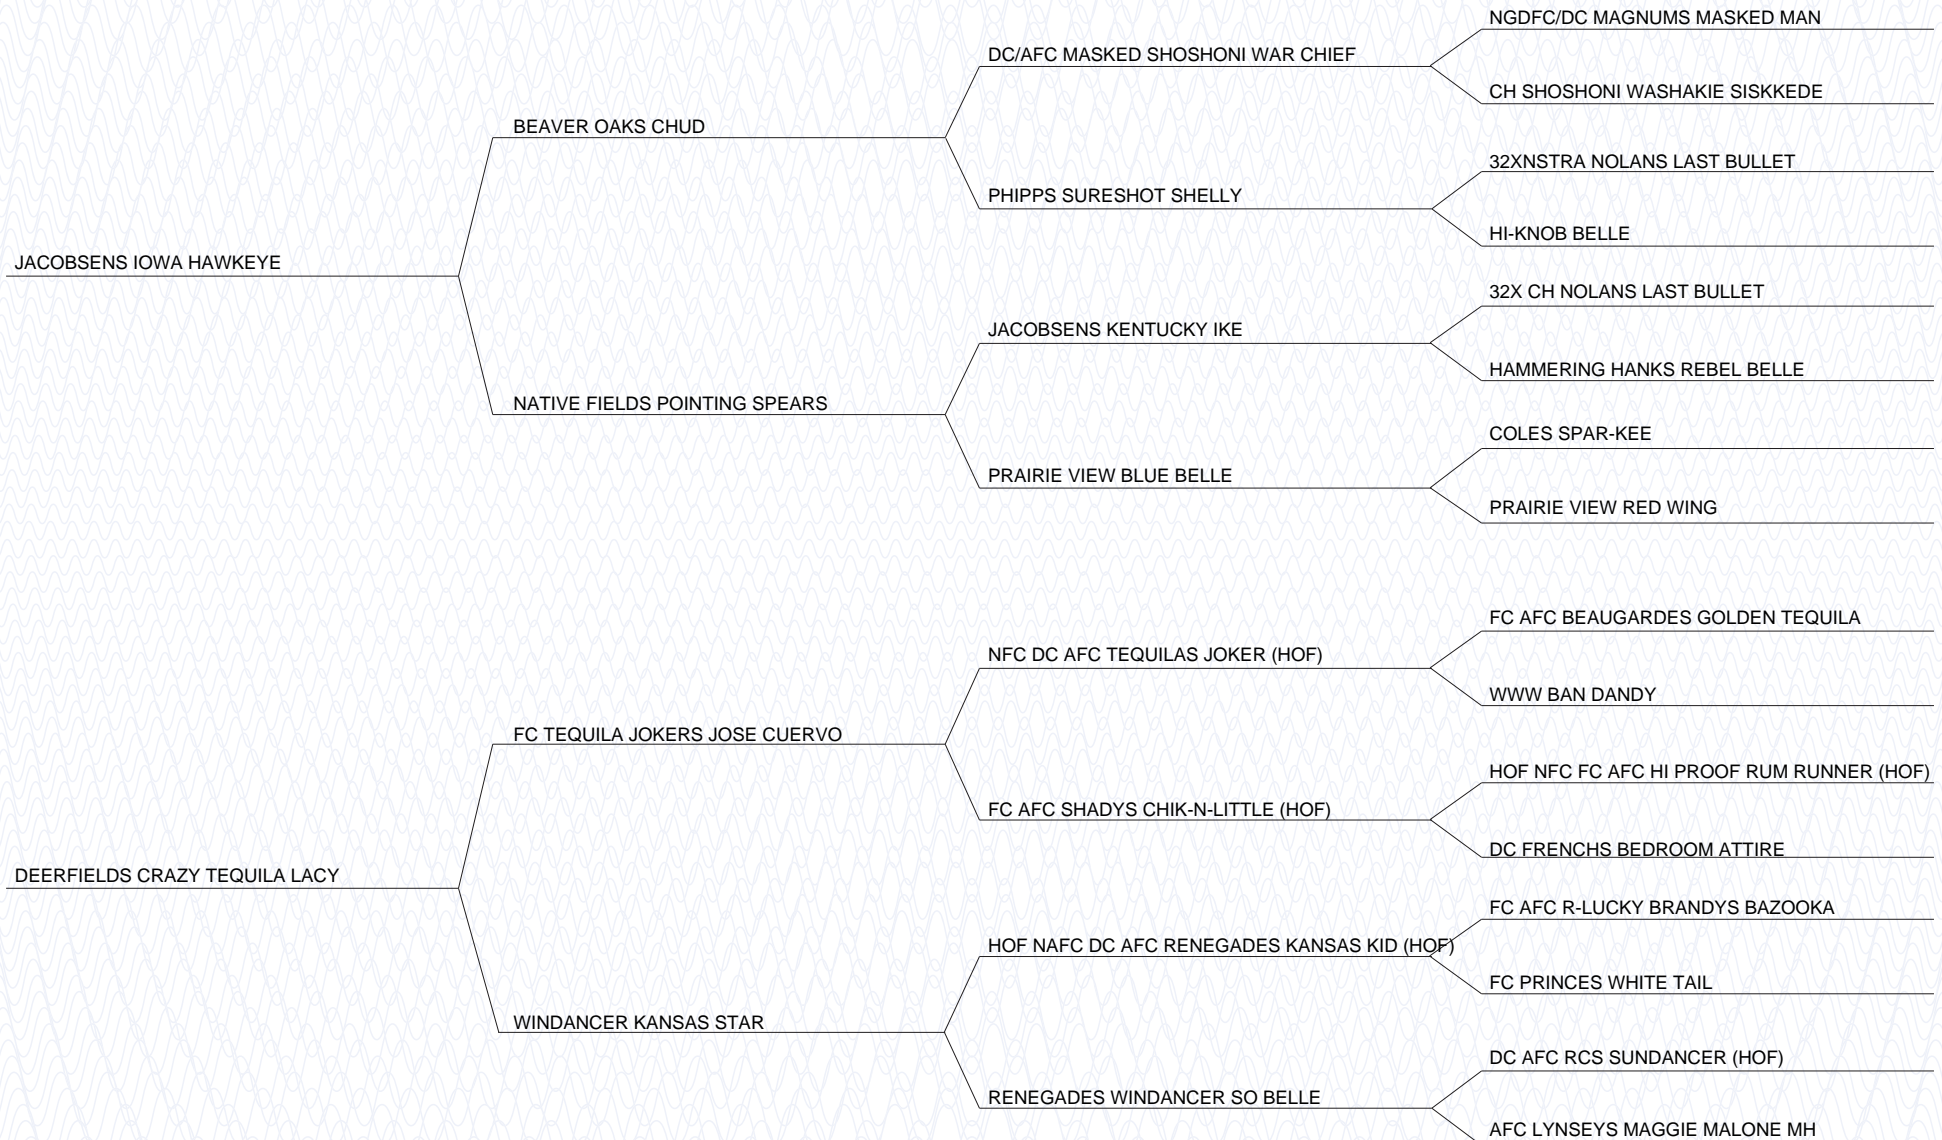 NGDFC/DC MAGNUMS MASKED MAN
DC/AFC MASKED SHOSHONI WAR CHIEF
CH SHOSHONI WASHAKIE SISKKEDE
BEAVER OAKS CHUD
32XNSTRA NOLANS LAST BULLET
PHIPPS SURESHOT SHELLY
HI-KNOB BELLE
JACOBSENS IOWA HAWKEYE
32X CH NOLANS LAST BULLET
JACOBSENS KENTUCKY IKE
HAMMERING HANKS REBEL BELLE
NATIVE FIELDS POINTING SPEARS
COLES SPAR-KEE
PRAIRIE VIEW BLUE BELLE
PRAIRIE VIEW RED WING
FC AFC BEAUGARDES GOLDEN TEQUILA
NFC DC AFC TEQUILAS JOKER (HOF)
WWW BAN DANDY
FC TEQUILA JOKERS JOSE CUERVO
HOF NFC FC AFC HI PROOF RUM RUNNER (HOF)
FC AFC SHADYS CHIK-N-LITTLE (HOF)
DC FRENCHS BEDROOM ATTIRE
DEERFIELDS CRAZY TEQUILA LACY
FC AFC R-LUCKY BRANDYS BAZOOKA
HOF NAFC DC AFC RENEGADES KANSAS KID (HOF)
FC PRINCES WHITE TAIL
WINDANCER KANSAS STAR
DC AFC RCS SUNDANCER (HOF)
RENEGADES WINDANCER SO BELLE
AFC LYNSEYS MAGGIE MALONE MH